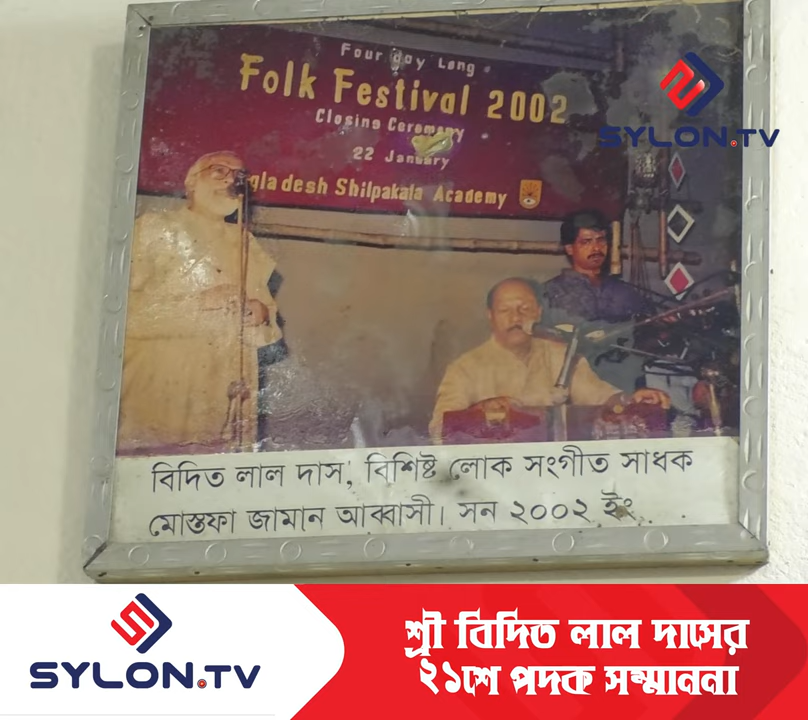 Four day Long
Folk Festival 2002
Closing Ceremony
22 January
gladesh Shilpakala Academy
SYLON.TV
বিদিত লাল দাস, বিশিষ্ট লোক সংগীত সাধক
মোস্তফা জামান আব্বাসী। সন ২০০২ ইং
SYLON.TV
শ্রী বিদিত লাল দাসের
২১শে পদক সম্মাননা